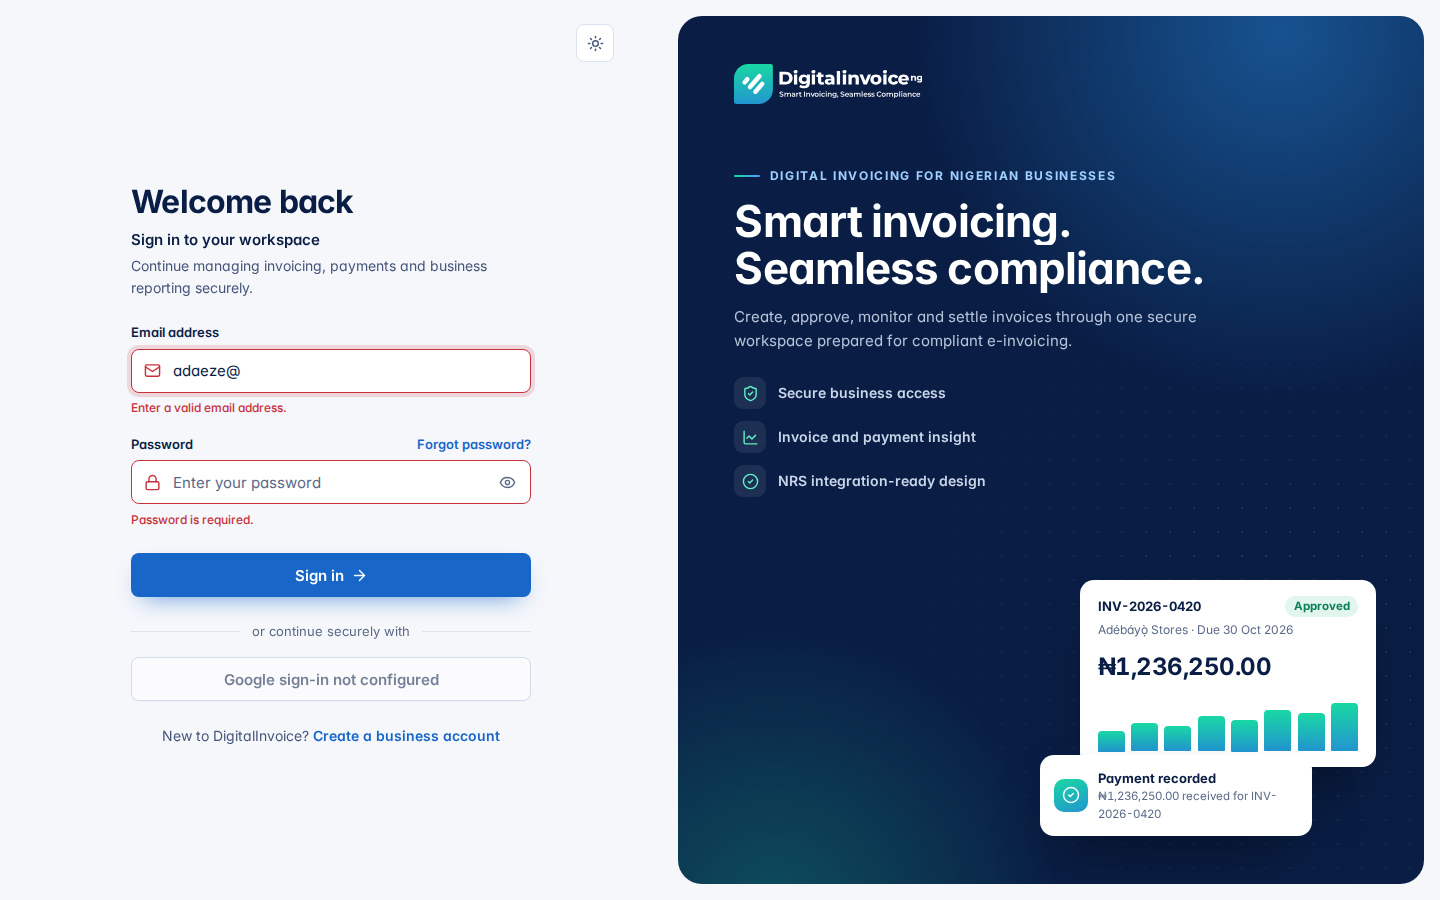 Welcome back
Sign in to your workspace
Continue managing invoicing, payments and business
reporting securely.
Email address
adaeze@
Enter a valid email address.
Password
Forgot password?
Enter your password
Password is required.
Sign in
or continue securely with
Google sign-in not configured
New to DigitalInvoice? Create a business account
Digitalinvoice ng
Smart Invoicing, Seamless Compliance
DIGITAL INVOICING FOR NIGERIAN BUSINESSES
Smart invoicing.
Seamless compliance.
Create, approve, monitor and settle invoices through one secure
workspace prepared for compliant e-invoicing.
Secure business access
Invoice and payment insight
NRS integration-ready design
INV-2026-0420
Approved
Adébáyọ̀ Stores · Due 30 Oct 2026
₦1,236,250.00
Payment recorded
₦1,236,250.00 received for INV-
2026-0420